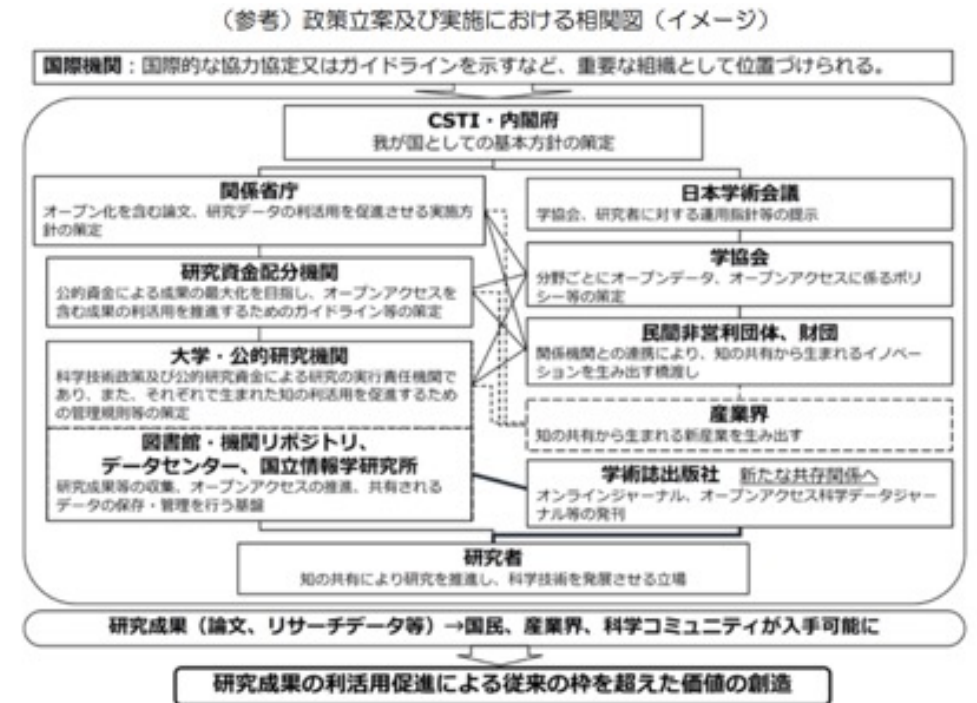 （参考）政策立案及び実施における相関図（イメージ）
国際機関：国際的な協力協定又はガイドラインを示すなど、重要な組織として位置づけられる。
CSTI・内閣府
我が国としての基本方針の策定
関係省庁
オープン化を含む論文、研究データの利活用を促進させる実施方
針の策定
研究資金配分機関
公的資金による成果の最大化を目指し、オープンアクセスを
含む成果の利活用を推進するためのガイドライン等の策定
大学・公的研究機関
科学技術政策及び公的研究資金による研究の実行責任機関で
あり、また、それぞれで生まれた知の利活用を促進するため
の管理規則等の策定
図書館・機関リポジトリ、
データセンター、国立情報学研究所
研究成果等の収集、オープンアクセスの推進、共有される
データの保存・管理を行う基盤
日本学術会議
学協会、研究者に対する運用指針等の提示
学協会
分野ごとにオープンデータ、オープンアクセスに係るポリ
シー等の策定
民間非営利団体、財団
関係機関との連携により、知の共有から生まれるイノベー
ションを生み出す橋渡し
産業界
知の共有から生まれる新産業を生み出す
学術誌出版社　新たな共存関係へ
オンラインジャーナル、オープンアクセス科学データジャー
ナル等の発刊
研究者
知の共有により研究を推進し、科学技術を発展させる立場
研究成果（論文、リサーチデータ等）→国民、産業界、科学コミュニティが入手可能に
研究成果の利活用促進による従来の枠を超えた価値の創造